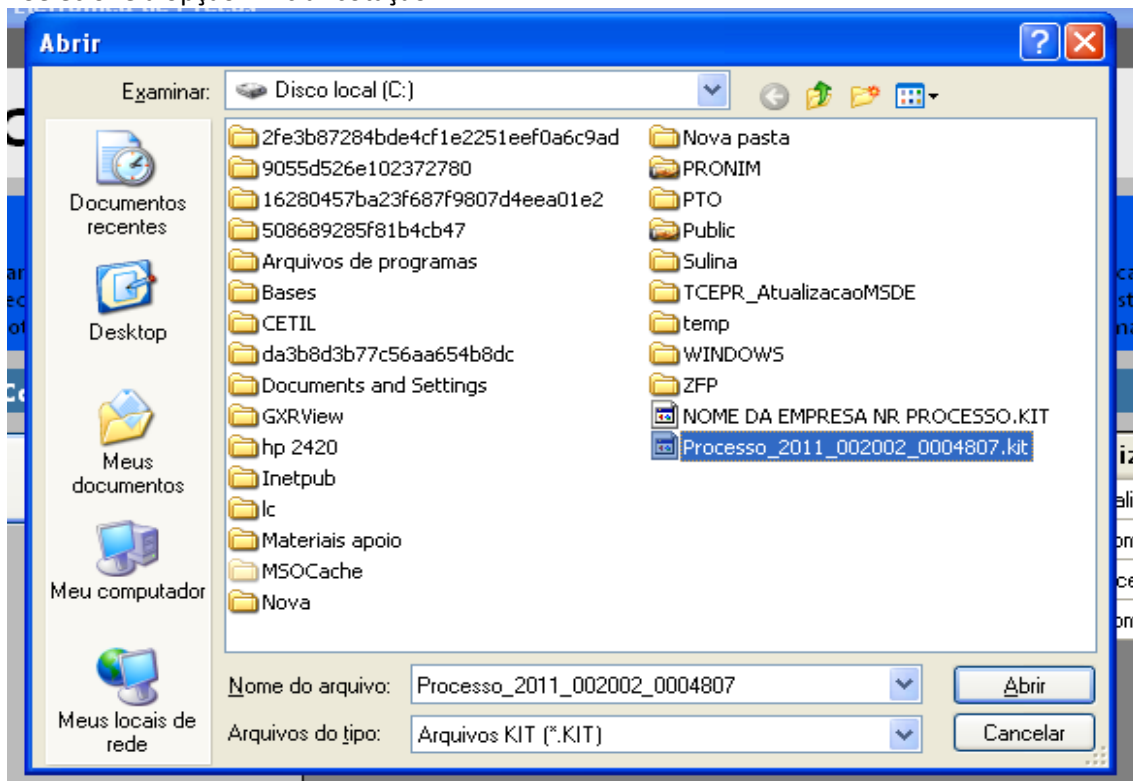 Abrir
Examinar:
Disco local (C:)
Documentos
recentes
Desktop
Meus
documentos
Meu computador
Meus locais de
rede
2fe3b87284bde4cf1e2251eef0a6c9ad
9055d526e102372780
16280457ba23f687f9807d4eea01e2
508689285f81b4cb47
Arquivos de programas
Bases
CETIL
da3b8d3b77c56aa654b8dc
Documents and Settings
GXRView
hp 2420
Inetpub
lc
Materiais apoio
MSOCache
Nova
Nova pasta
PRONIM
PTO
Public
Sulina
TCEPR_AtualizacaoMSDE
temp
WINDOWS
ZFP
NOME DA EMPRESA NR PROCESSO.KIT
Processo_2011_002002_0004807.kit
Nome do arquivo:
Processo_2011_002002_0004807
Abrir
Arquivos do tipo:
Arquivos KIT (*.KIT)
Cancelar